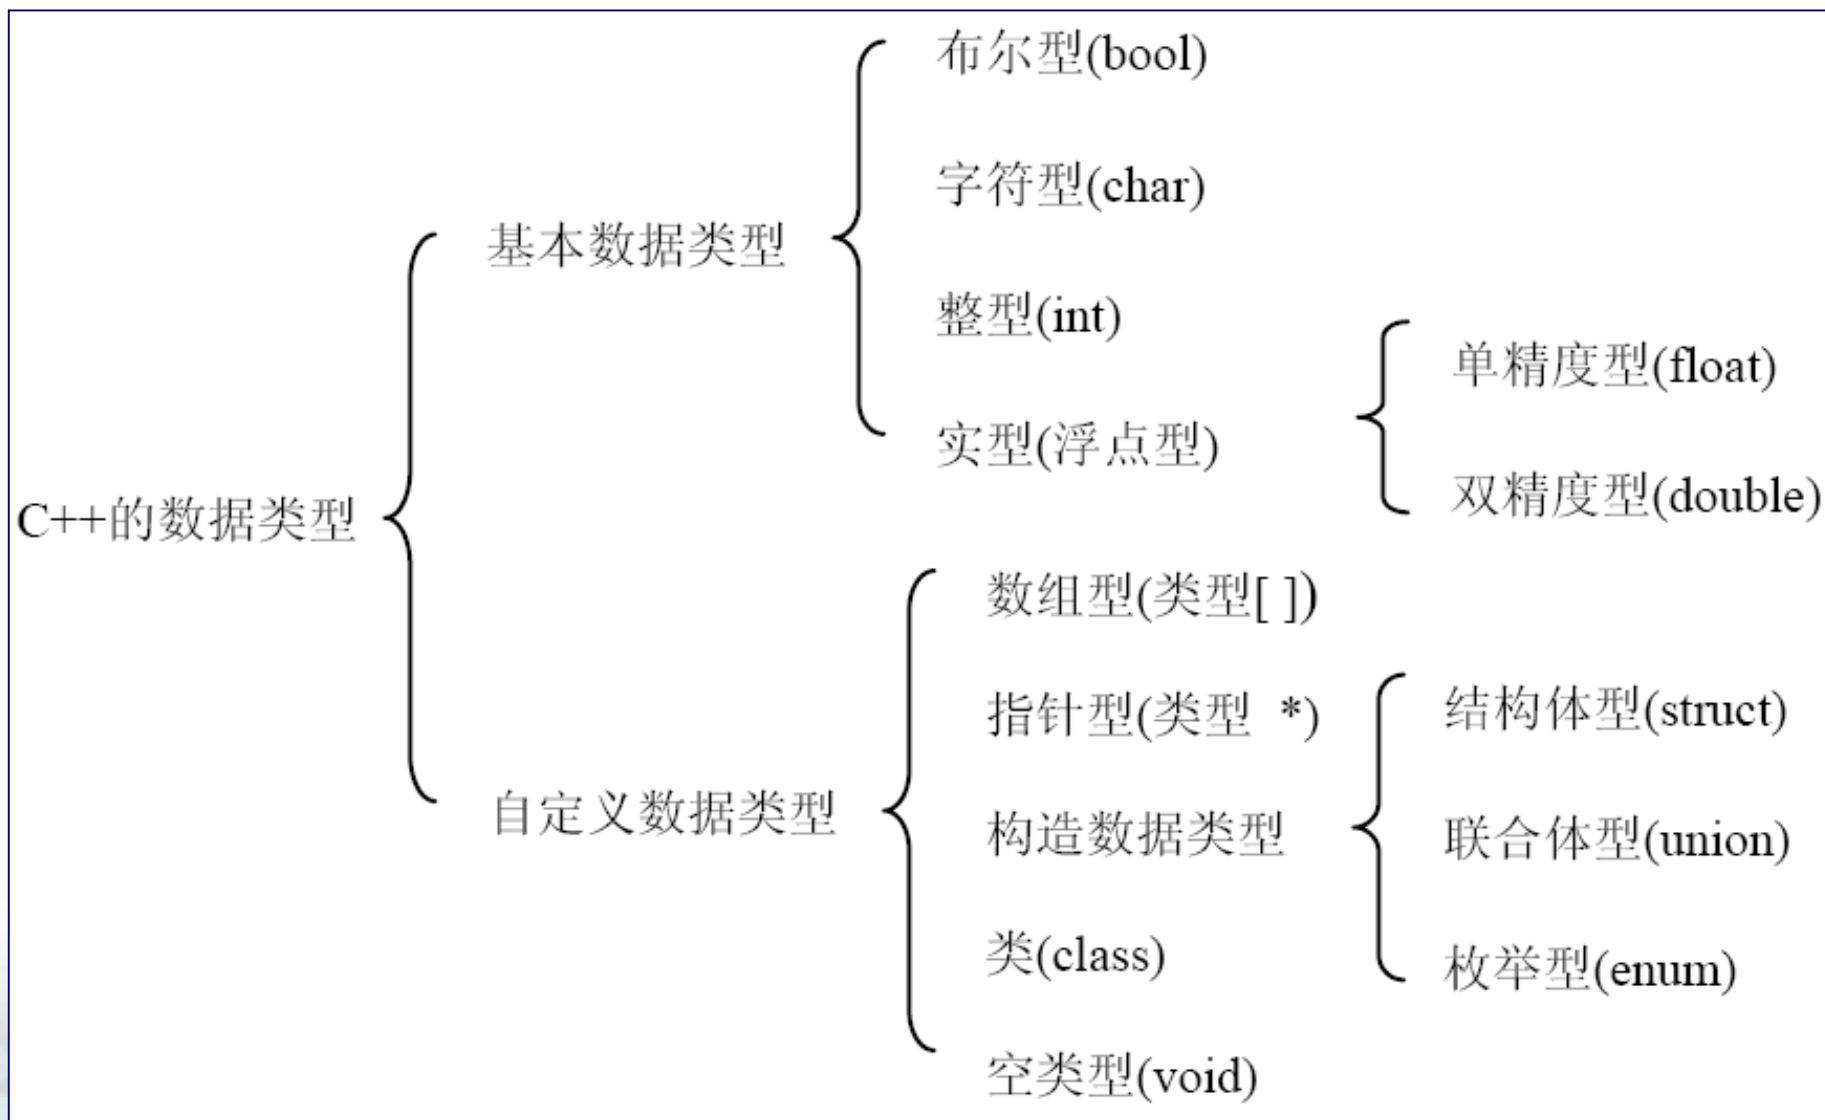 C++的数据类型
基本数据类型
布尔型(bool)
字符型(char)
整型(int)
实型(浮点型)
单精度型(float)
双精度型(double)
自定义数据类型
数组型(类型[ ])
指针型(类型 *)
构造数据类型
结构体型(struct)
联合体型(union)
枚举型(enum)
类(class)
空类型(void)